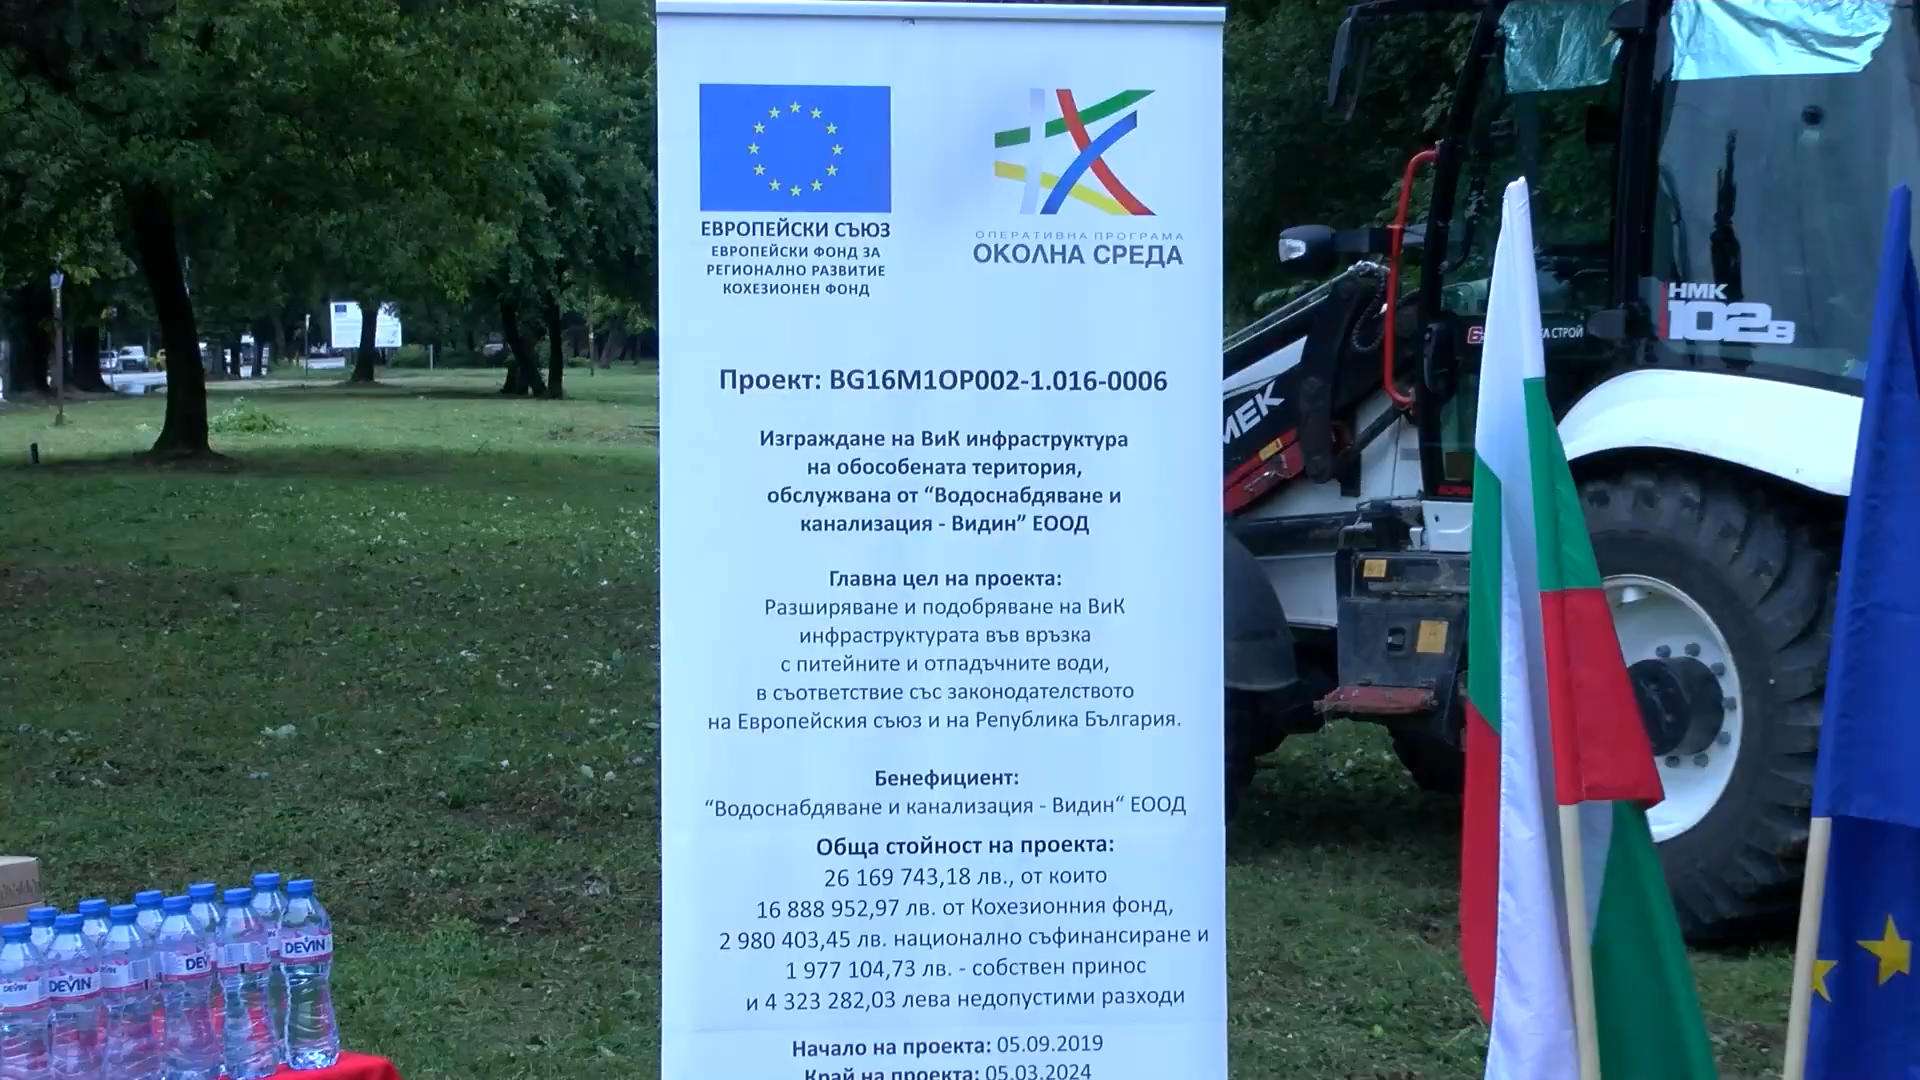 ЕВРОПЕЙСКИ СЪЮЗ
ЕВРОПЕЙСКИ ФОНД ЗА
РЕГИОНАЛНО РАЗВИТИЕ
КОХЕЗИОНЕН ФОНД
ОПЕРАТИВНА ПРОГРАМА
ОКОЛНА СРЕДА
Проект: BG16M1OP002-1.016-0006
Изграждане на ВиК инфраструктура
на обособената територия,
обслужвана от “Водоснабдяване и
канализация - Видин” ЕООД
Главна цел на проекта:
Разширяване и подобряване на ВиК
инфраструктурата във връзка
с питейните и отпадъчните води,
в съответствие със законодателството
на Европейския съюз и на Република България.
Бенефициент:
“Водоснабдяване и канализация - Видин“ ЕООД
Обща стойност на проекта:
26 169 743,18 лв., от които
16 888 952,97 лв. от Кохезионния фонд,
2 980 403,45 лв. национално съфинансиране и
1 977 104,73 лв. - собствен принос
и 4 323 282,03 лева недопустими разходи
Начало на проекта: 05.09.2019
Край на проекта: 05.03.2024
HMK
102B
СТРОЙ
DEVIN
DEVIN
DEVIN